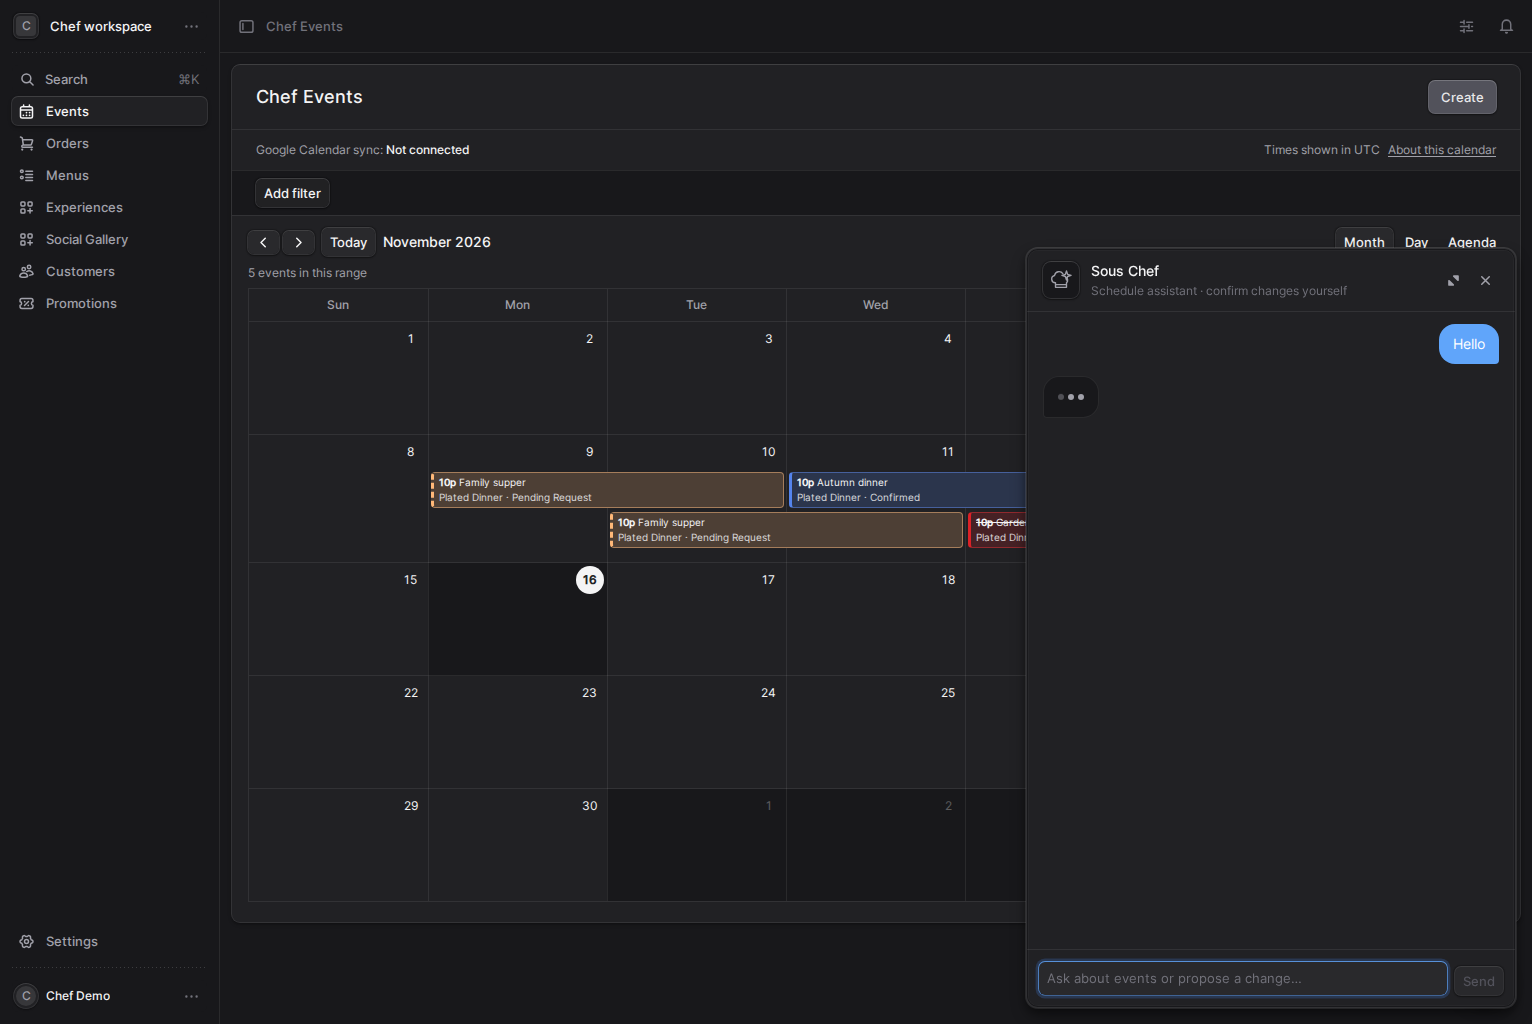 C Chef workspace
Search ⌘K
Events
Orders
Menus
Experiences
Social Gallery
Customers
Promotions
Settings
C Chef Demo
Chef Events
Chef Events
Create
Google Calendar sync: Not connected
Times shown in UTC About this calendar
Add filter
Today November 2026
Month Day Agenda
5 events in this range
Sun Mon Tue Wed
1 2 3 4
8 9 10 11
10p Family supper
Plated Dinner · Pending Request
10p Autumn dinner
Plated Dinner · Confirmed
10p Family supper
Plated Dinner · Pending Request
10p Garde
Plated Din
15 16 17 18
22 23 24 25
29 30 1 2
Sous Chef
Schedule assistant · confirm changes yourself
Hello
Ask about events or propose a change...
Send